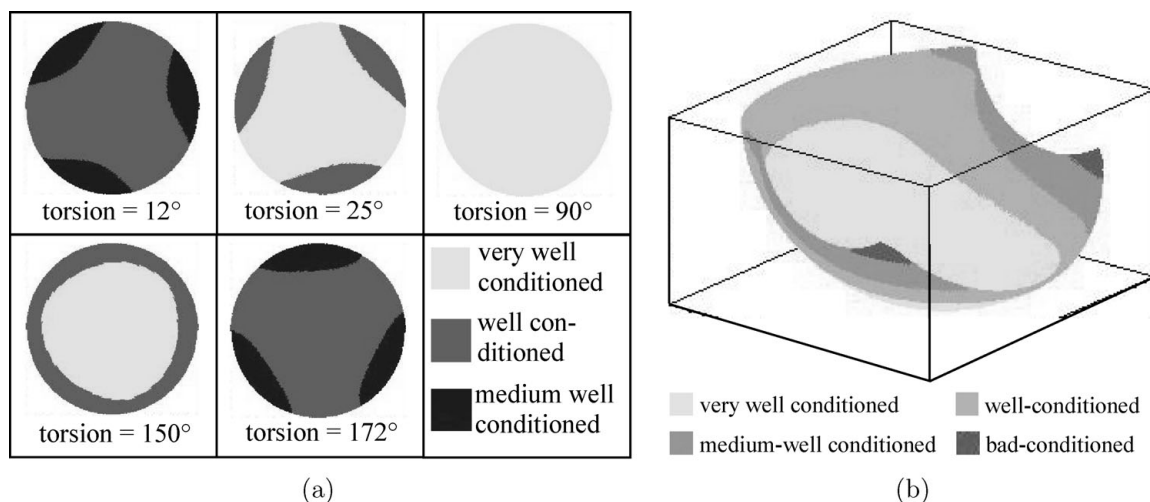 torsion = 12°
torsion = 25°
torsion = 90°
torsion = 150°
torsion = 172°
very well
conditioned
well con-
ditioned
medium well
conditioned
(a)
very well conditioned
well-conditioned
medium-well conditioned
bad-conditioned
(b)